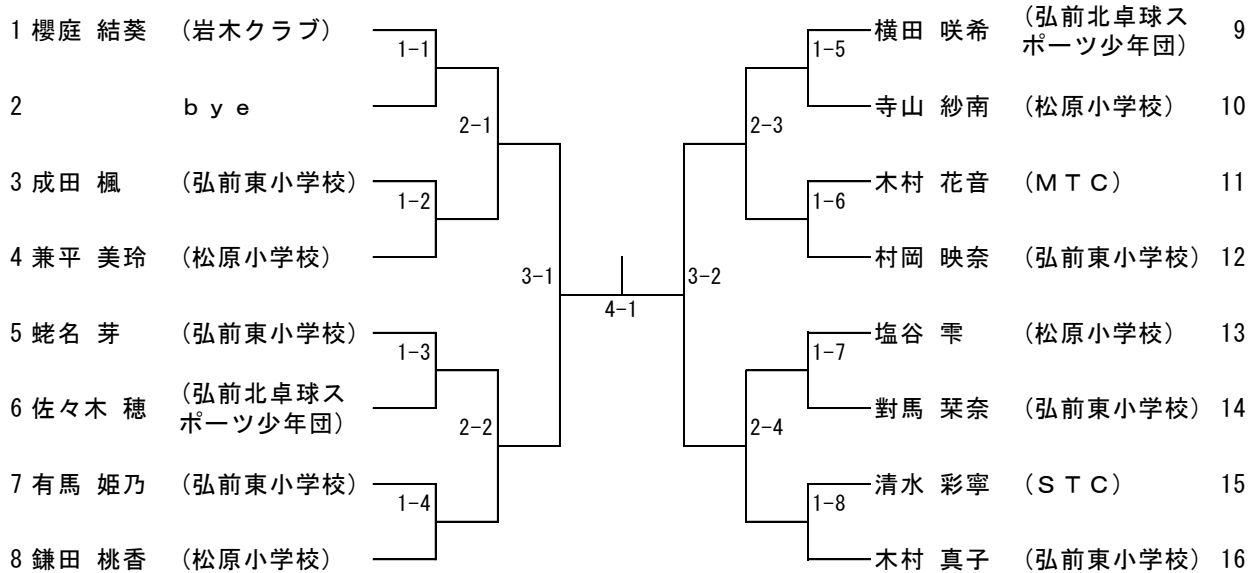 1 櫻庭 結葵 (岩木クラブ)
1-1
2 ｂｙｅ
2-1
3 成田 楓 (弘前東小学校)
1-2
4 兼平 美玲 (松原小学校)
3-1
5 蛯名 芽 (弘前東小学校)
1-3
6 佐々木 穂 (弘前北卓球ス
ポーツ少年団)
2-2
7 有馬 姫乃 (弘前東小学校)
1-4
8 鎌田 桃香 (松原小学校)
4-1
横田 咲希 (弘前北卓球ス
ポーツ少年団) 9
1-5
寺山 紗南 (松原小学校) 10
2-3
木村 花音 (ＭＴＣ) 11
1-6
村岡 映奈 (弘前東小学校) 12
3-2
塩谷 雫 (松原小学校) 13
1-7
對馬 栞奈 (弘前東小学校) 14
2-4
清水 彩寧 (ＳＴＣ) 15
1-8
木村 真子 (弘前東小学校) 16